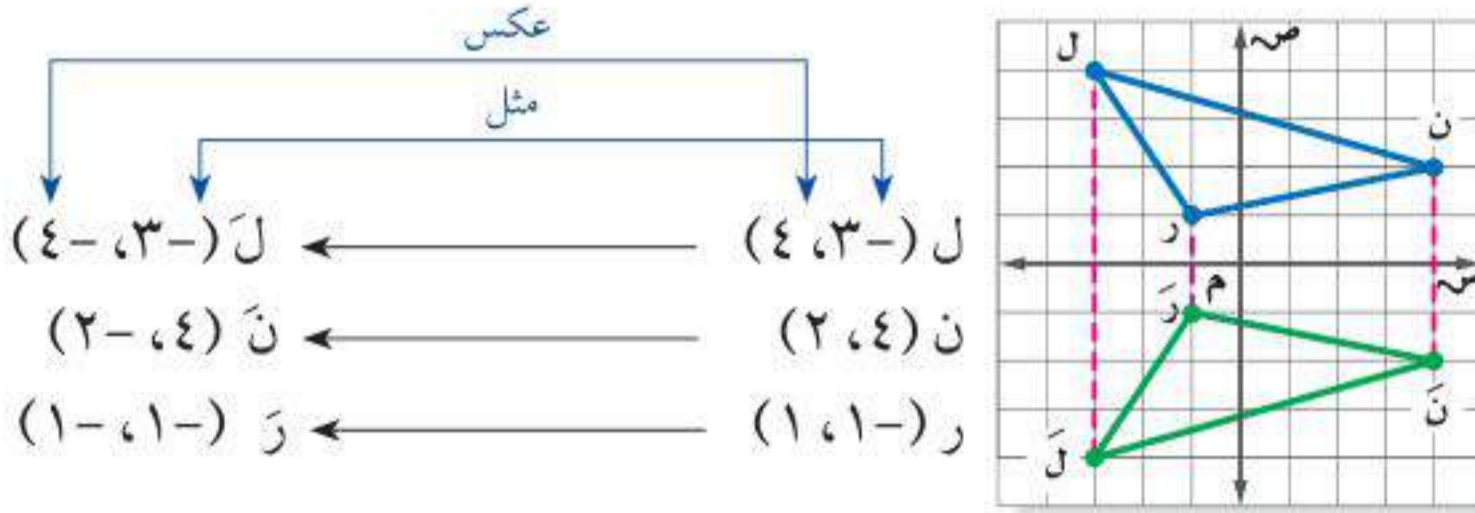 عكس
مثل
ل (-٣، ٤) ← لَ (-٣، -٤)
ن (٤، ٢) ← نَ (٤، -٢)
ر (-١، ١) ← رَ (-١، -١)
ص
ل
ن
ر
س
م
رَ
نَ
لَ